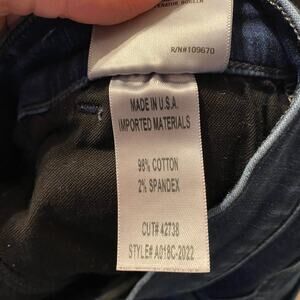 R/N#109670
MADE IN U.S.A.
IMPORTED MATERIALS
98% COTTON
2% SPANDEX
CUT# 42738
STYLE# A018C-2022